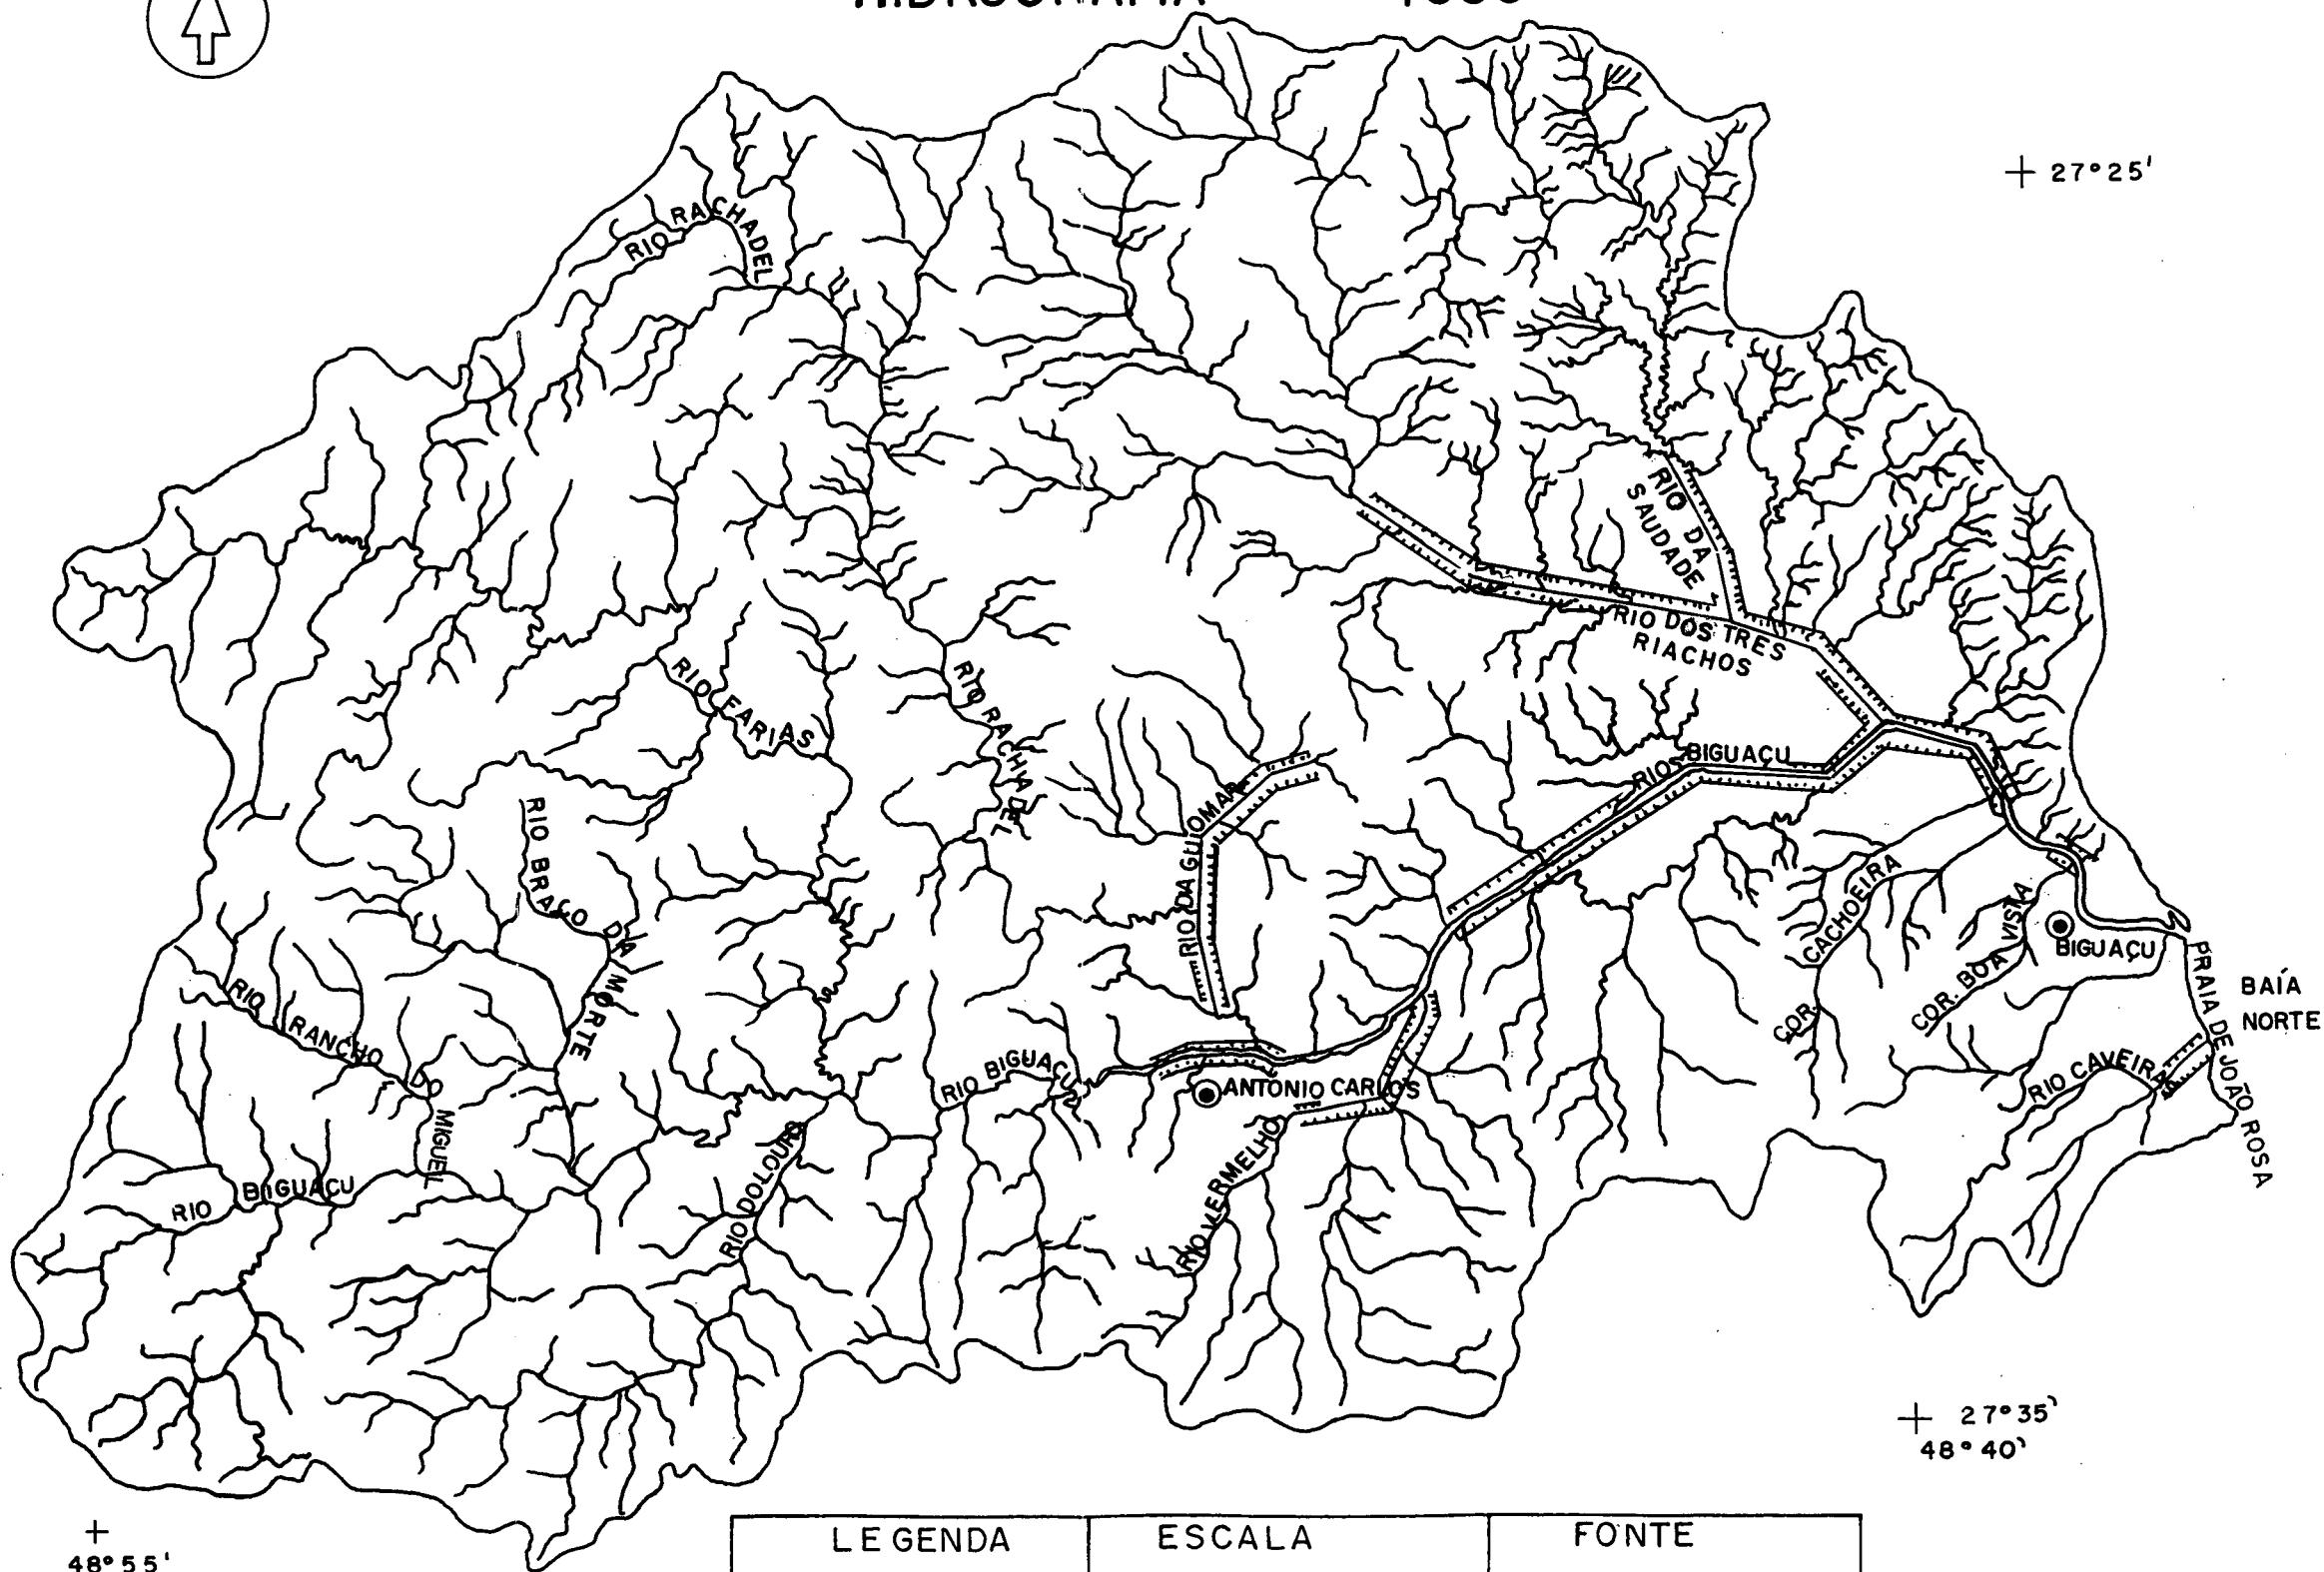 27°25'
RIO RACHADEL
RIO DA
SAUDADE
RIO DOS TRES
RIACHOS
RIO FARIAS
RIO RACHADEL
RIO BIGUAÇU
RIO DA GUIOMAR
RIO BRAÇO DA MORTE
COR. CACHOEIRA
COR. BOA VISTA
BIGUAÇU
PRAIA DE JOÃO ROSA
BAÍA
NORTE
RIO RANCHO DO MIGUEL
RIO BIGUAÇU
ANTONIO CARLOS
RIO CAVEIRAS
RIO VERMELHO
RIO DO LOURO
RIO BIGUAÇU
27°35'
48°40'
48°55'
LEGENDA ESCALA FONTE